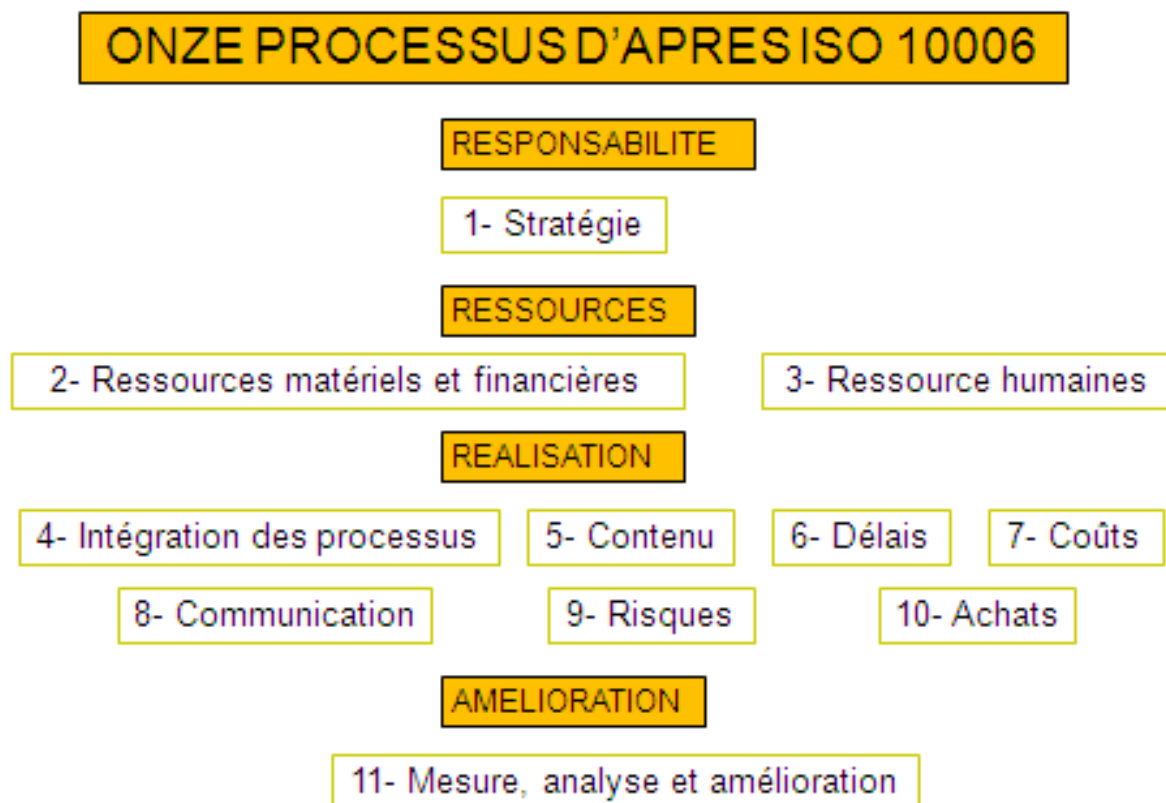 ONZE PROCESSUS D'APRES ISO 10006
RESPONSABILITE
1- Stratégie
RESSOURCES
2- Ressources matériels et financières
3- Ressource humaines
REALISATION
4- Intégration des processus
5- Contenu
6- Délais
7- Coûts
8- Communication
9- Risques
10- Achats
AMELIORATION
11- Mesure, analyse et amélioration